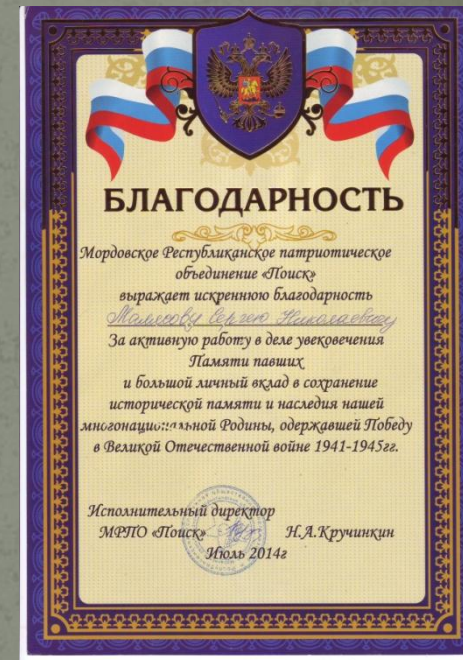 БЛАГОДАРНОСТЬ
Мордовское Республиканское патриотическое
объединение «Поиск»
выражает искреннюю благодарность
Сергею Николаевичу
За активную работу в деле увековечения
Памяти павших
и большой личный вклад в сохранение
исторической памяти и наследия нашей
многонациональной Родины, одержавшей Победу
в Великой Отечественной войне 1941-1945гг.
Исполнительный директор
МРПО «Поиск» Н.А.Кручинкин
Июль 2014г